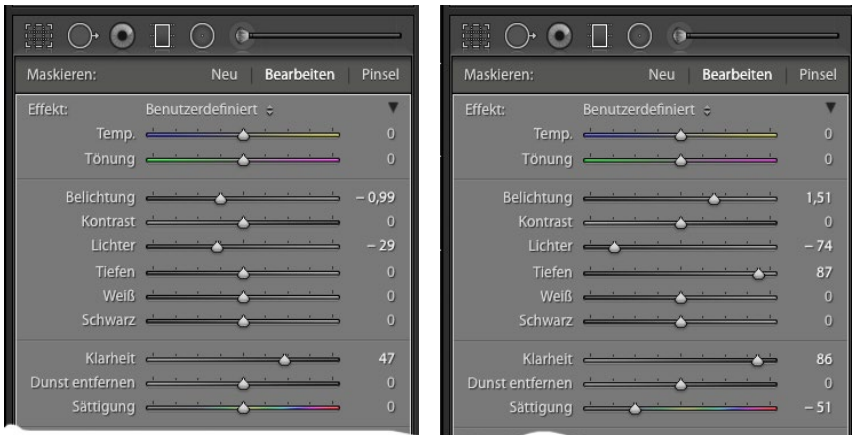 Maskieren: Neu | Bearbeiten | Pinsel
Effekt: Benutzerdefiniert
Temp. 0
Tönung 0
Belichtung – 0,99
Kontrast 0
Lichter – 29
Tiefen 0
Weiß 0
Schwarz 0
Klarheit 47
Dunst entfernen 0
Sättigung 0
Maskieren: Neu | Bearbeiten | Pinsel
Effekt: Benutzerdefiniert
Temp. 0
Tönung 0
Belichtung 1,51
Kontrast 0
Lichter – 74
Tiefen 87
Weiß 0
Schwarz 0
Klarheit 86
Dunst entfernen 0
Sättigung – 51